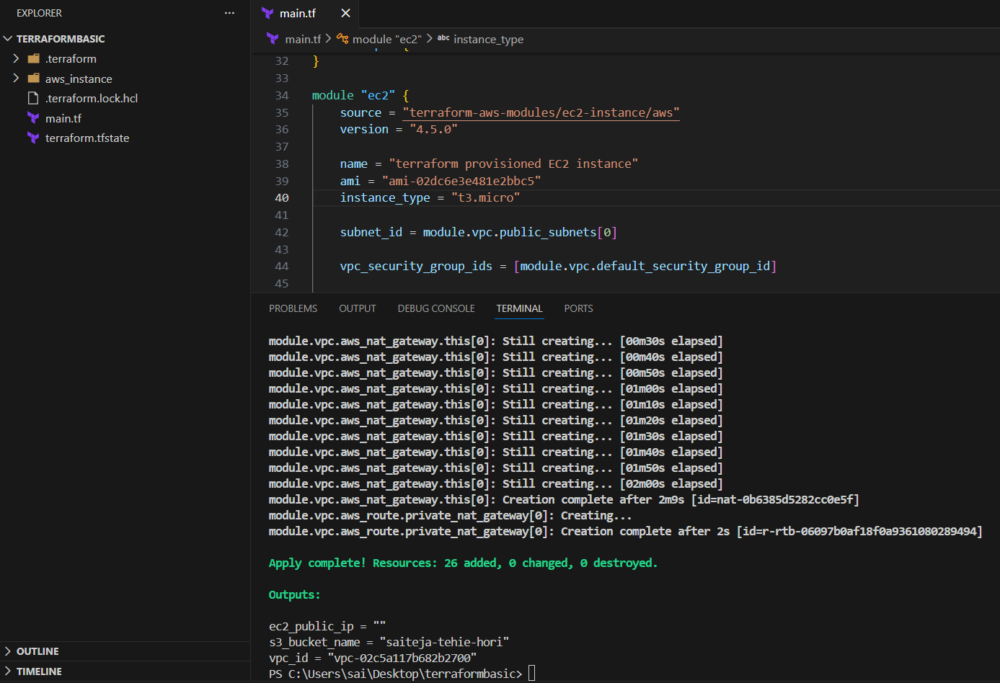 EXPLORER
TERRAFORMBASIC
.terraform
aws_instance
.terraform.lock.hcl
main.tf
terraform.tfstate
OUTLINE
TIMELINE
main.tf
main.tf > module "ec2" > abc instance_type
32 }
33
34 module "ec2" {
35 source = "terraform-aws-modules/ec2-instance/aws"
36 version = "4.5.0"
37
38 name = "terraform provisioned EC2 instance"
39 ami = "ami-02dc6e3e481e2bbc5"
40 instance_type = "t3.micro"
41
42 subnet_id = module.vpc.public_subnets[0]
43
44 vpc_security_group_ids = [module.vpc.default_security_group_id]
45
PROBLEMS OUTPUT DEBUG CONSOLE TERMINAL PORTS
module.vpc.aws_nat_gateway.this[0]: Still creating... [00m30s elapsed]
module.vpc.aws_nat_gateway.this[0]: Still creating... [00m40s elapsed]
module.vpc.aws_nat_gateway.this[0]: Still creating... [00m50s elapsed]
module.vpc.aws_nat_gateway.this[0]: Still creating... [01m00s elapsed]
module.vpc.aws_nat_gateway.this[0]: Still creating... [01m10s elapsed]
module.vpc.aws_nat_gateway.this[0]: Still creating... [01m20s elapsed]
module.vpc.aws_nat_gateway.this[0]: Still creating... [01m30s elapsed]
module.vpc.aws_nat_gateway.this[0]: Still creating... [01m40s elapsed]
module.vpc.aws_nat_gateway.this[0]: Still creating... [01m50s elapsed]
module.vpc.aws_nat_gateway.this[0]: Still creating... [02m00s elapsed]
module.vpc.aws_nat_gateway.this[0]: Creation complete after 2m9s [id=nat-0b6385d5282cc0e5f]
module.vpc.aws_route.private_nat_gateway[0]: Creating...
module.vpc.aws_route.private_nat_gateway[0]: Creation complete after 2s [id=r-rtb-06097b0af18f0a9361080289494]
Apply complete! Resources: 26 added, 0 changed, 0 destroyed.
Outputs:
ec2_public_ip = ""
s3_bucket_name = "saiteja-tehie-hori"
vpc_id = "vpc-02c5a117b682b2700"
PS C:\Users\sai\Desktop\terraformbasic>